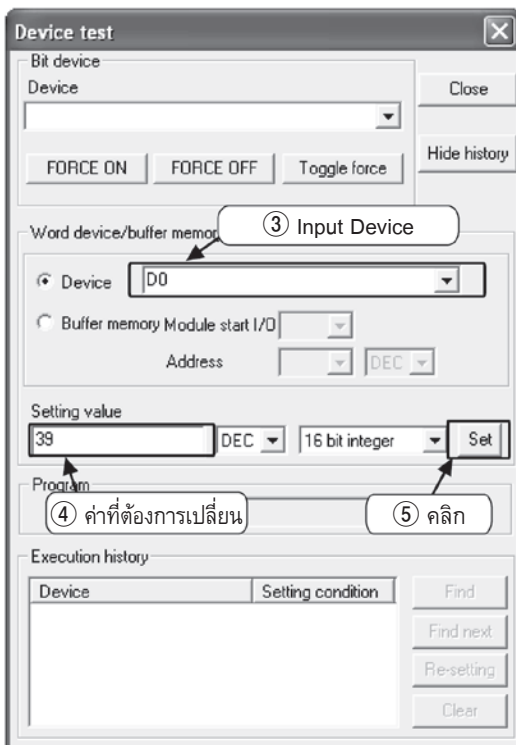 Device test
Bit device
Device
Close
Hide history
FORCE ON FORCE OFF Toggle force
③ Input Device
Word device/buffer memor
Device D0
Buffer memory Module start I/O
Address DEC
Setting value
39 DEC 16 bit integer Set
Program
④ ค่าที่ต้องการเปลี่ยน ⑤ คลิก
Execution history
Device Setting condition
Find
Find next
Re-setting
Clear